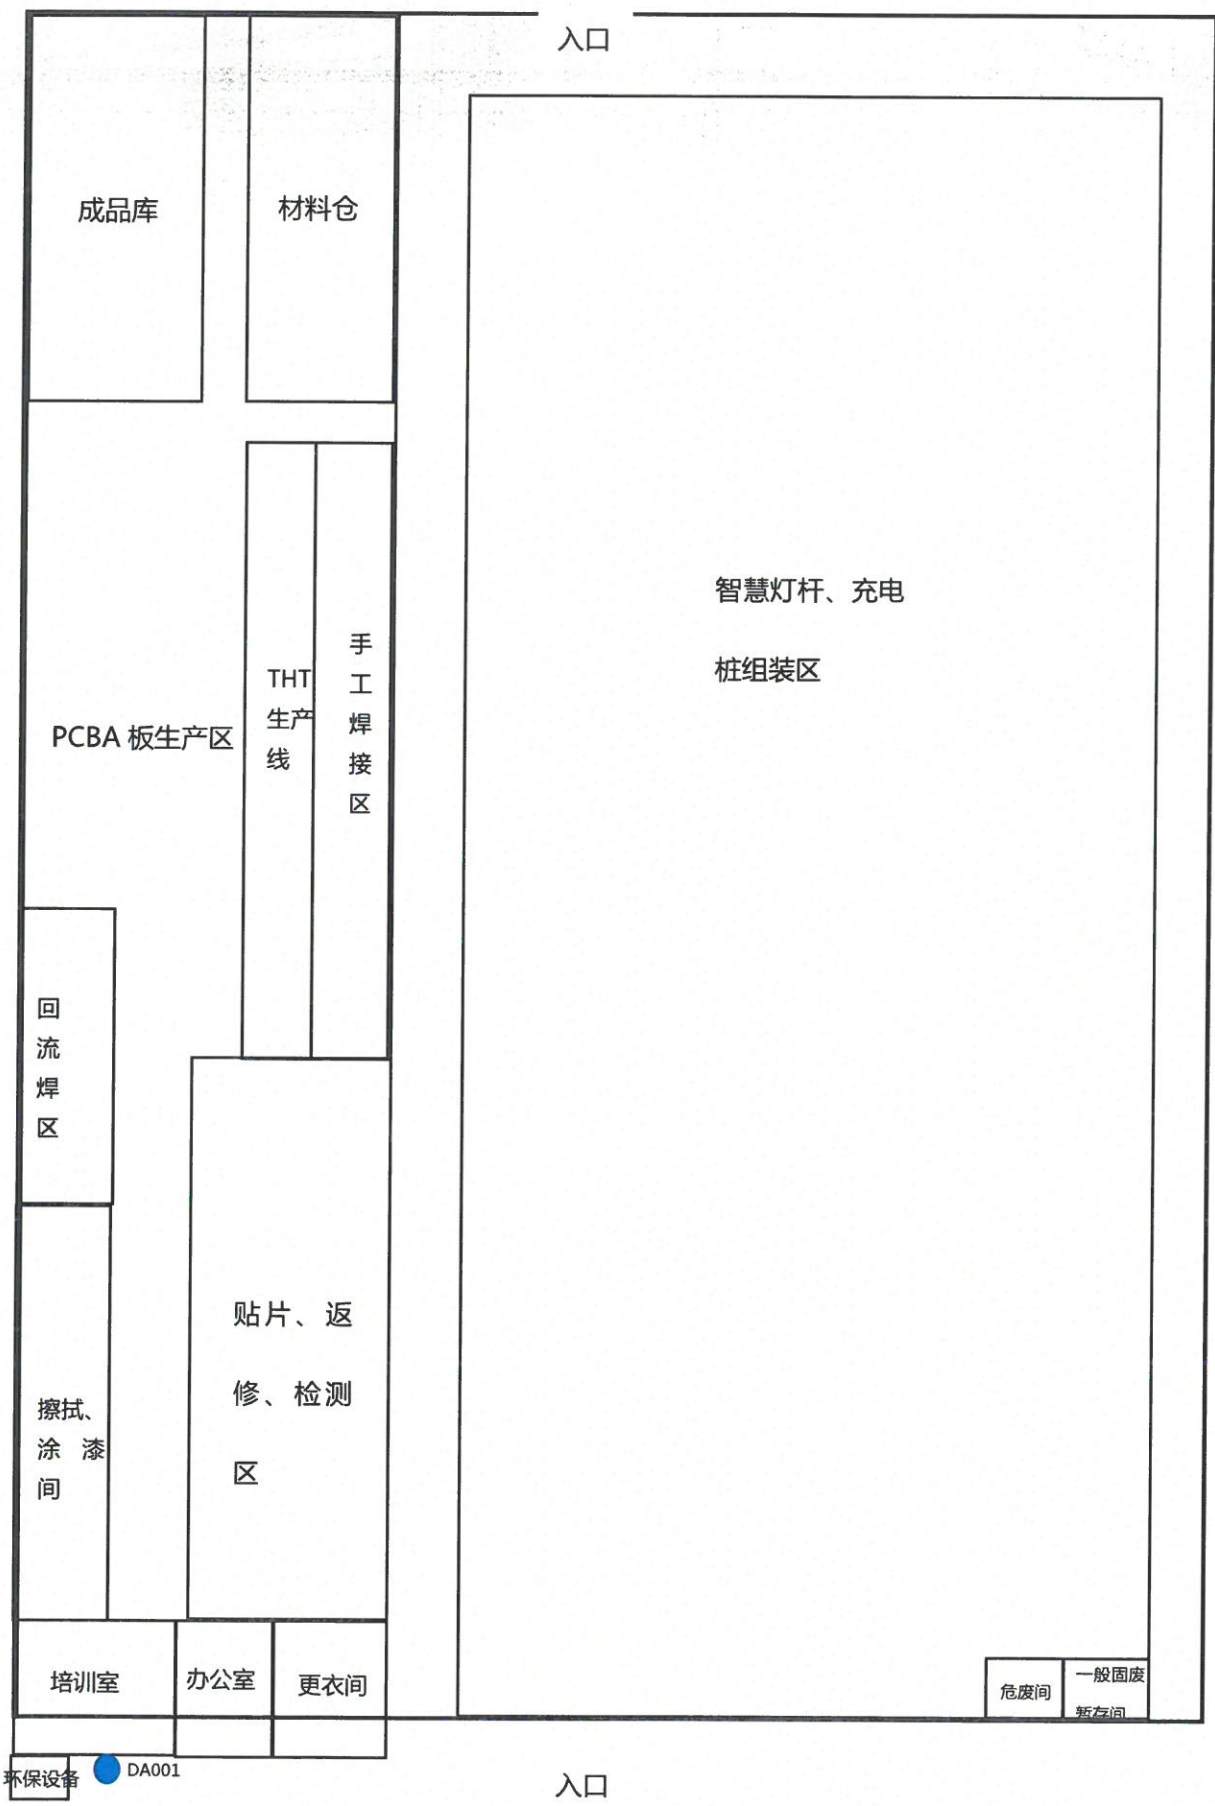 入口
成品库
材料仓
智慧灯杆、充电
桩组装区
PCBA 板生产区
THT
生产
线
手
工
焊
接
区
回
流
焊
区
贴片、返
修、检测
区
擦拭、
涂 漆
间
培训室
办公室
更衣间
危废间
一般固废
暂存间
环保设备
DA001
入口